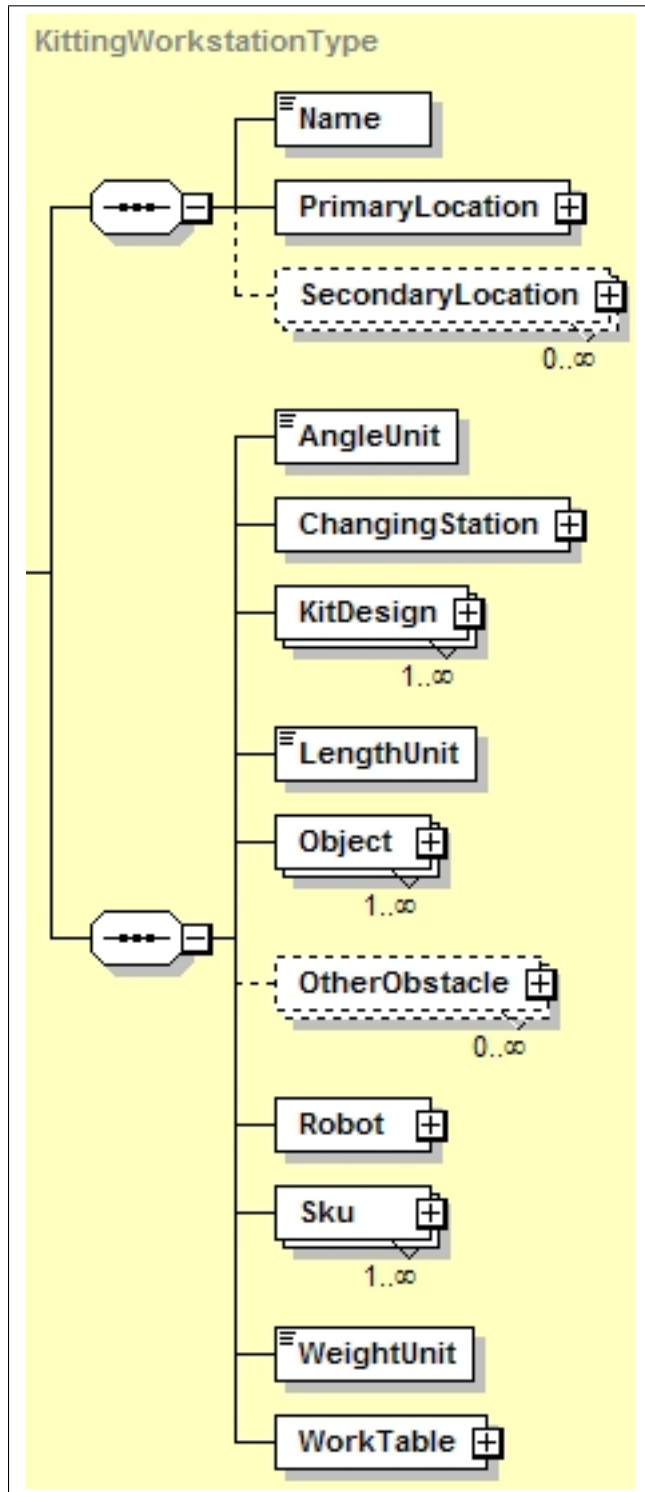 KittingWorkstationType
Name
PrimaryLocation
SecondaryLocation
0..∞
AngleUnit
ChangingStation
KitDesign
1..∞
LengthUnit
Object
1..∞
OtherObstacle
0..∞
Robot
Sku
1..∞
WeightUnit
WorkTable